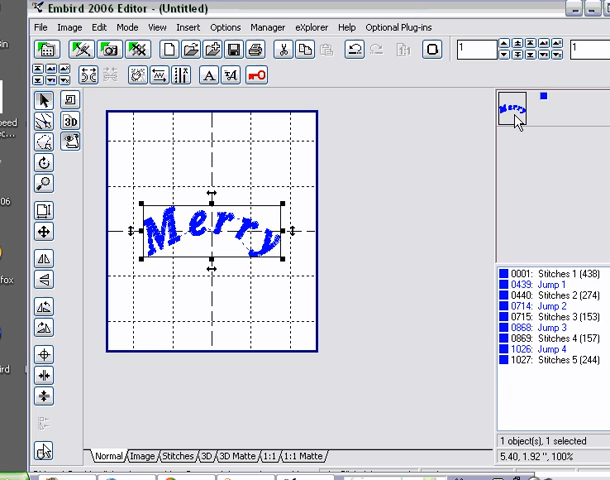 Embird 2006 Editor - (Untitled)
File Image Edit Mode View Insert Options Manager eXplorer Help Optional Plug-ins
1 1
A A
3D
Merry
Merry
0001: Stitches 1 (438)
0439: Jump 1
0440: Stitches 2 (274)
0714: Jump 2
0715: Stitches 3 (153)
0868: Jump 3
0869: Stitches 4 (157)
1026: Jump 4
1027: Stitches 5 (244)
1 object(s), 1 selected
Normal Image Stitches 3D 3D Matte 1:1 1:1 Matte
5.40, 1.92 ", 100%
06
fox
ird